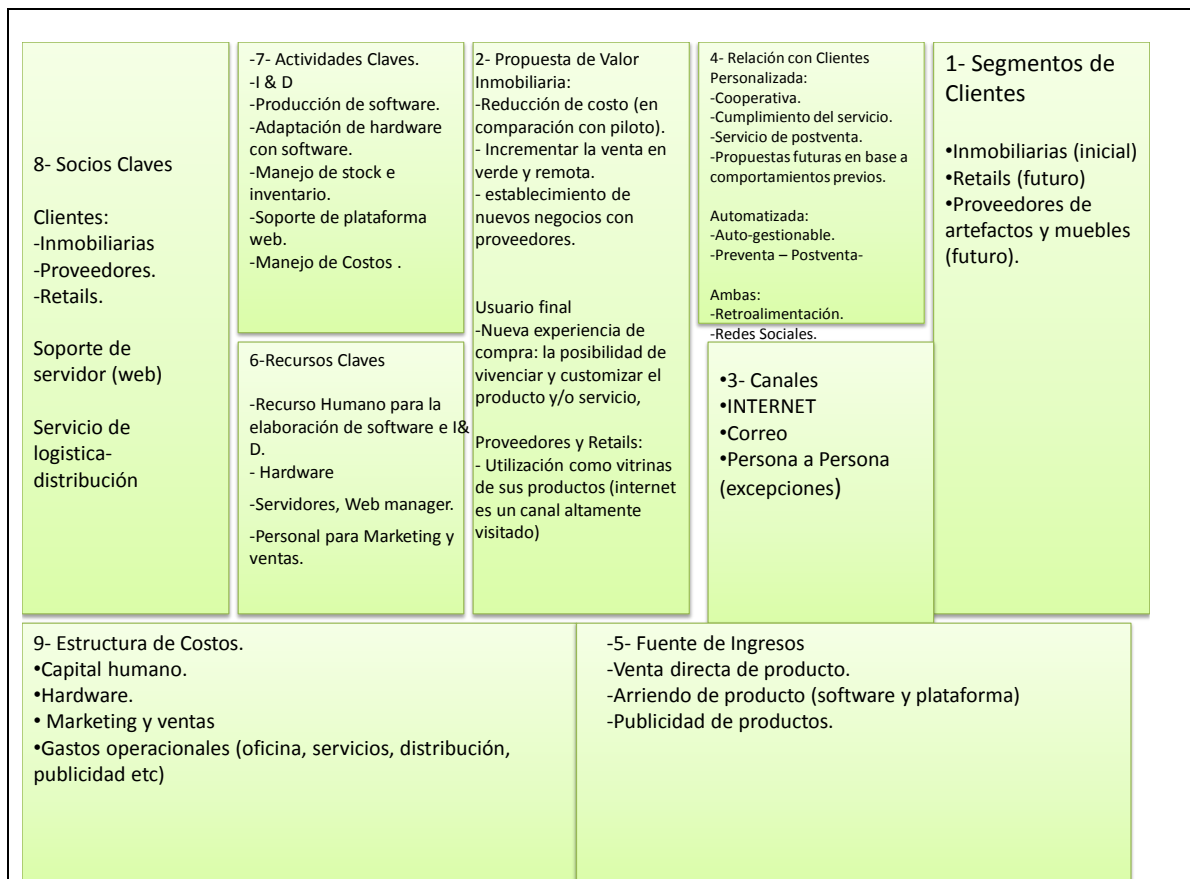 8- Socios Claves
Clientes:
-Inmobiliarias
-Proveedores.
-Retails.
Soporte de
servidor (web)
Servicio de
logistica-
distribución
-7- Actividades Claves.
-I & D
-Producción de software.
-Adaptación de hardware
con software.
-Manejo de stock e
inventario.
-Soporte de plataforma
web.
-Manejo de Costos .
6-Recursos Claves
-Recurso Humano para la
elaboración de software e I&
D.
- Hardware
-Servidores, Web manager.
-Personal para Marketing y
ventas.
2- Propuesta de Valor
Inmobiliaria:
-Reducción de costo (en
comparación con piloto).
- Incrementar la venta en
verde y remota.
- establecimiento de
nuevos negocios con
proveedores.
Usuario final
-Nueva experiencia de
compra: la posibilidad de
vivenciar y customizar el
producto y/o servicio,
Proveedores y Retails:
- Utilización como vitrinas
de sus productos (internet
es un canal altamente
visitado)
4- Relación con Clientes
Personalizada:
-Cooperativa.
-Cumplimiento del servicio.
-Servicio de postventa.
-Propuestas futuras en base a
comportamientos previos.
Automatizada:
-Auto-gestionable.
-Preventa – Postventa-
Ambas:
-Retroalimentación.
-Redes Sociales.
•3- Canales
•INTERNET
•Correo
•Persona a Persona
(excepciones)
1- Segmentos de
Clientes
•Inmobiliarias (inicial)
•Retails (futuro)
•Proveedores de
artefactos y muebles
(futuro).
9- Estructura de Costos.
•Capital humano.
•Hardware.
• Marketing y ventas
•Gastos operacionales (oficina, servicios, distribución,
publicidad etc)
-5- Fuente de Ingresos
-Venta directa de producto.
-Arriendo de producto (software y plataforma)
-Publicidad de productos.